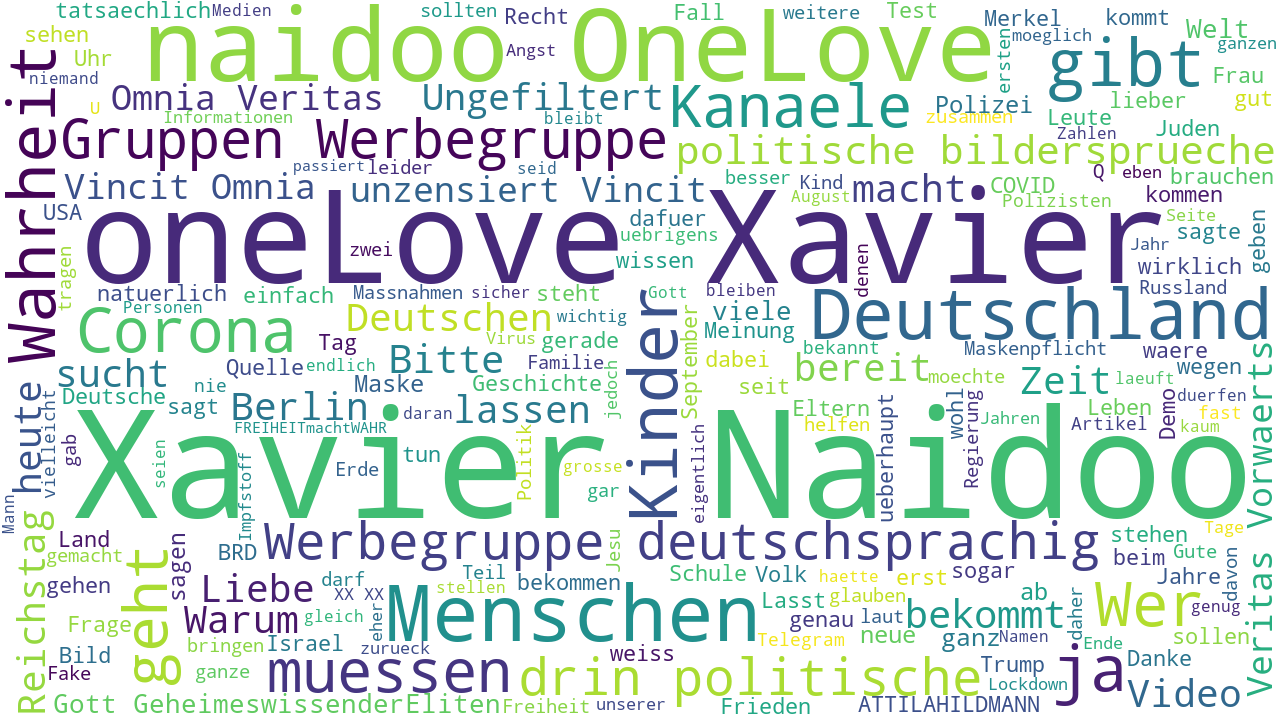 tatsaechlich Medien sollten Recht Fall weitere Test Merkel kommt Welt
sehen naidoo OneLove Angst ersten moeglich gibt ganzen
Uhr niemand Frau
Wahrheit U Omnia Veritas Ungefiltert Kanaele Polizei lieber gut
Informationen bleibt zusammen Leute Zahlen Juden
Gruppen Werbegruppe politische bildersprueche
passiert leider seid besser Kind Q eben brauchen
Vincit Omnia unzensiert Vincit macht COVID kommen
USA dafuer August Polizisten Seite
oneLove Xavier uebrigens sagte geben
zwei wissen denen Jahr wirklich
tragen Russland
natuerlich einfach Massnahmen sicher steht Gott bleiben
Personen Corona Deutschen wichtig viele Deutschland
Tag Virus gerade September Meinung bekannt Maskenpflicht waere
sucht Quelle endlich Bitte Familie Kinder dabei bereit moechte Zeit laeuft wegen
Deutsche nie Maske Geschichte jedoch seit Eltern Leben duerfen
heute vielleicht sagt Berlin daran lassen helfen wohl Jahren Artikel Demo fast kaum
FREIHEITmachtWAHR
Xavier Naidoo
gab seien Impfstoff Erde tun Politik grosse gar eigentlich ueberhaupt Regierung Veritas Vorwaerts
Mann Reichstag Land BRD Werbegruppe deutschsprachig stehen Tage
gemacht geht sagen Jesu beim Gute
gehen Liebe darf Teil bekommen Schule Volk haette erst sogar Jahre davon
XX XX stellen Lasst glauben ab
Frage Warum gleich eher Menschen genau laut bekommt daher Wer genug
bringen Israel zurueck Telegram neue ganz Namen Ende sollen
Bild weiss
Fake ganze muessen drin politische Trump ja Danke
Lockdown Video
Gott GeheimeswissenderEliten Freiheit unserer Frieden ATTILAHILDMANN